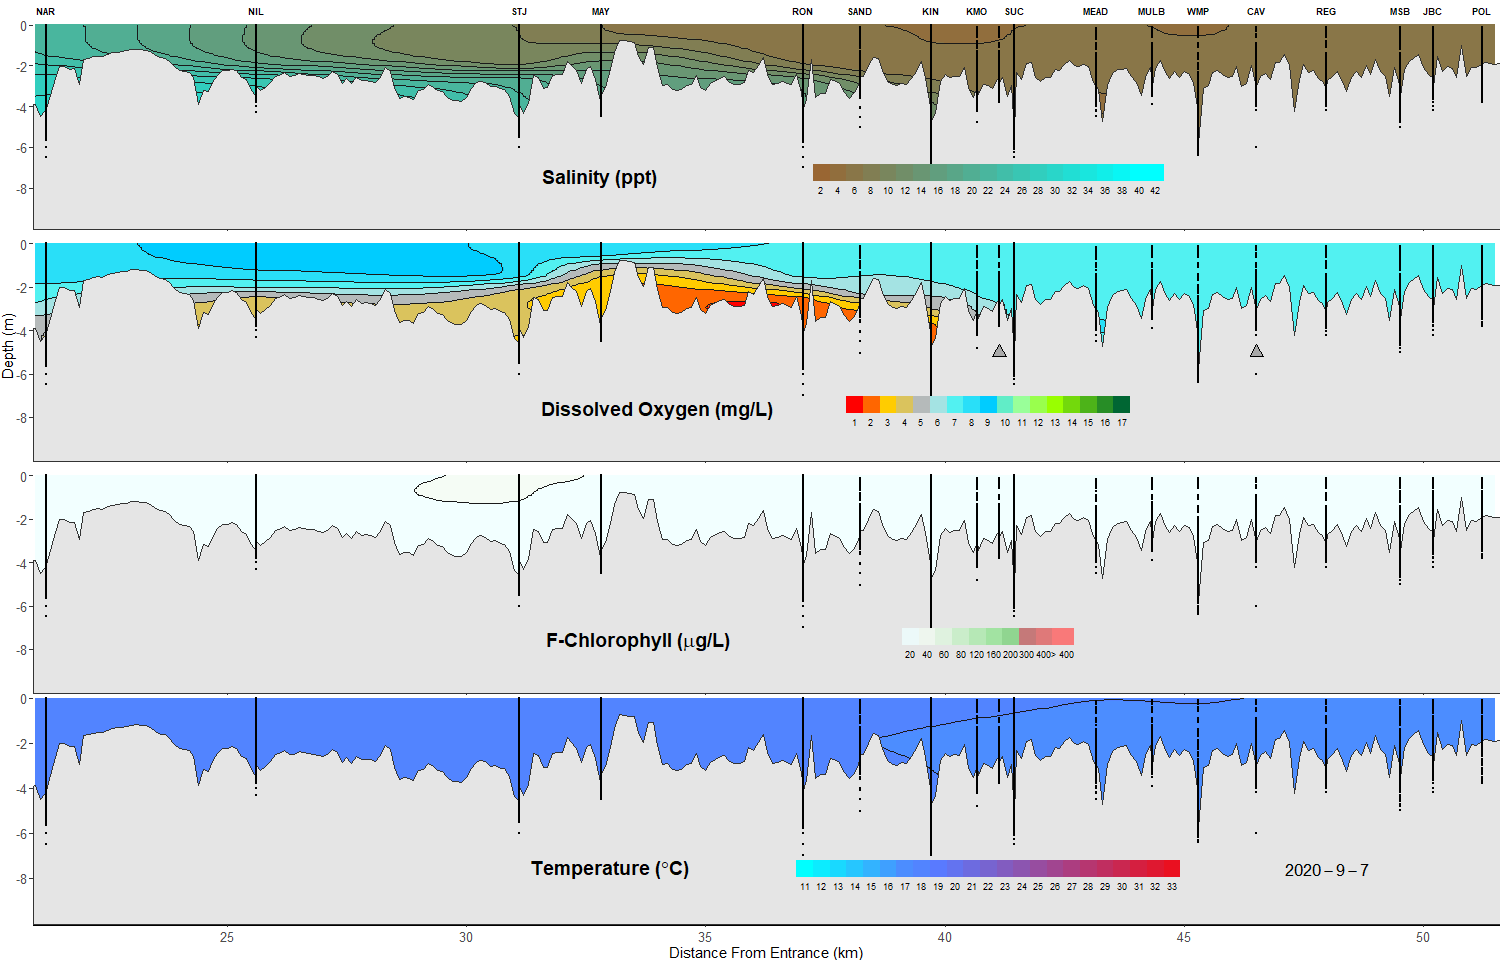 NAR NIL STJ MAY RON SAND KIN KMO SUC MEAD MULB WMP CAV REG MSB JBC POL
0
-2
-4
-6
-8
Salinity (ppt)
2 4 6 8 10 12 14 16 18 20 22 24 26 28 30 32 34 36 38 40 42
0
-2
-4
-6
-8
Depth (m)
Dissolved Oxygen (mg/L)
1 2 3 4 5 6 7 8 9 10 11 12 13 14 15 16 17
0
-2
-4
-6
-8
F-Chlorophyll (μg/L)
20 40 60 80 120 160 200 300 400> 400
0
-2
-4
-6
-8
Temperature (°C)
11 12 13 14 15 16 17 18 19 20 21 22 23 24 25 26 27 28 29 30 31 32 33
2020 – 9 – 7
25 30 35 40 45 50
Distance From Entrance (km)